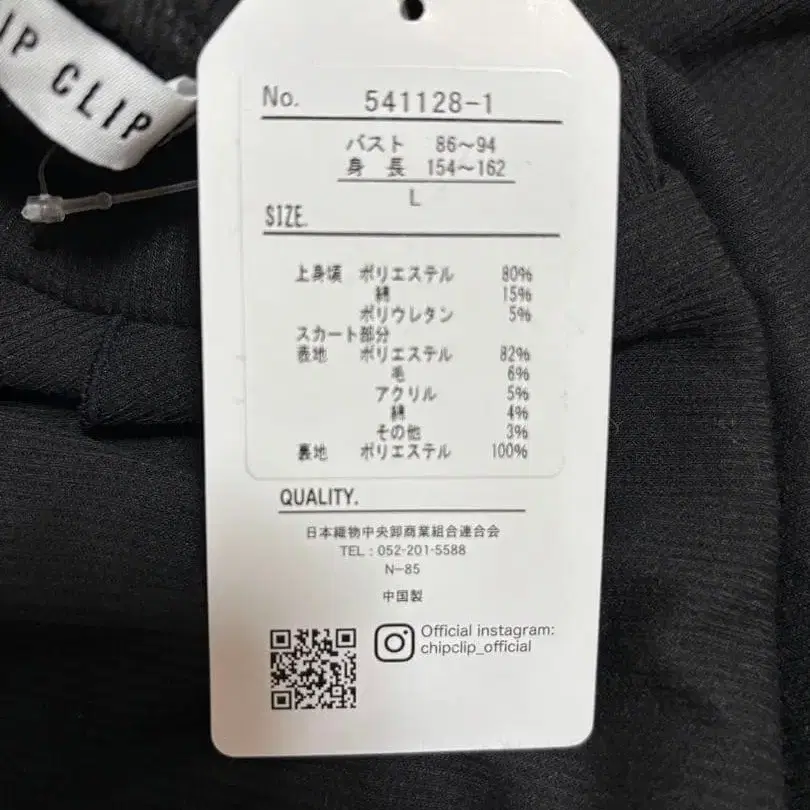 IP CLIP
No. 541128-1
バスト 86〜94
身長 154〜162
L
SIZE.
上身頃 ポリエステル 80%
綿 15%
ポリウレタン 5%
スカート部分
表地 ポリエステル 82%
毛 6%
アクリル 5%
綿 4%
その他 3%
裏地 ポリエステル 100%
QUALITY.
日本織物中央卸商業組合連合会
TEL : 052-201-5588
N-85
中国製
Official instagram:
chipclip_official